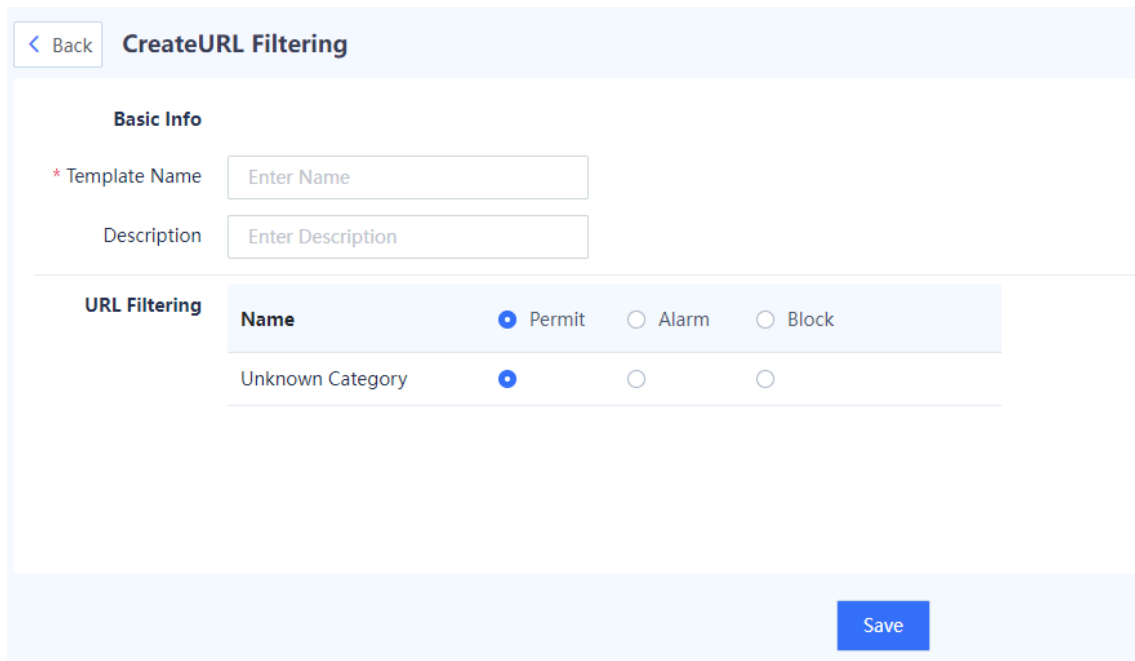 Back CreateURL Filtering
Basic Info
* Template Name Enter Name
Description Enter Description
URL Filtering Name Permit Alarm Block
Unknown Category
Save